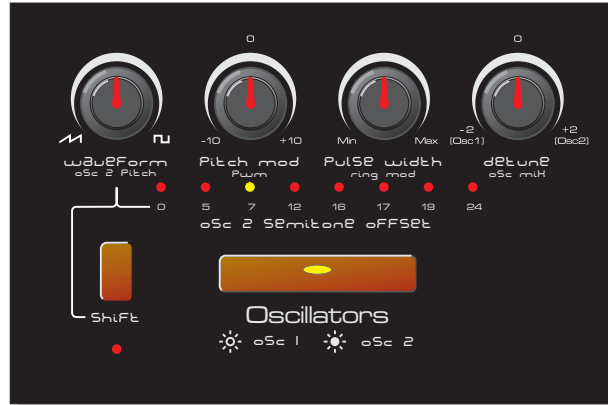 0 0
-10 +10 Min Max -2 +2
[Osc1] [Osc2]
waveform Pitch mod Pulse width detune
oSc 2 Pitch Pwm ring mod oSc miX
0 5 7 12 16 17 19 24
oSc 2 Semitone oFFSet
ShiFt
Oscillators
oSc 1 oSc 2